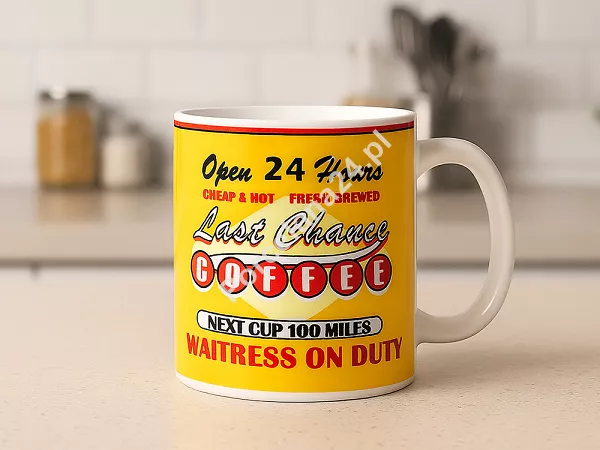 Open 24 Hours
CHEAP & HOT FRESH BREWED
Last Chance
COFFEE
NEXT CUP 100 MILES
WAITRESS ON DUTY